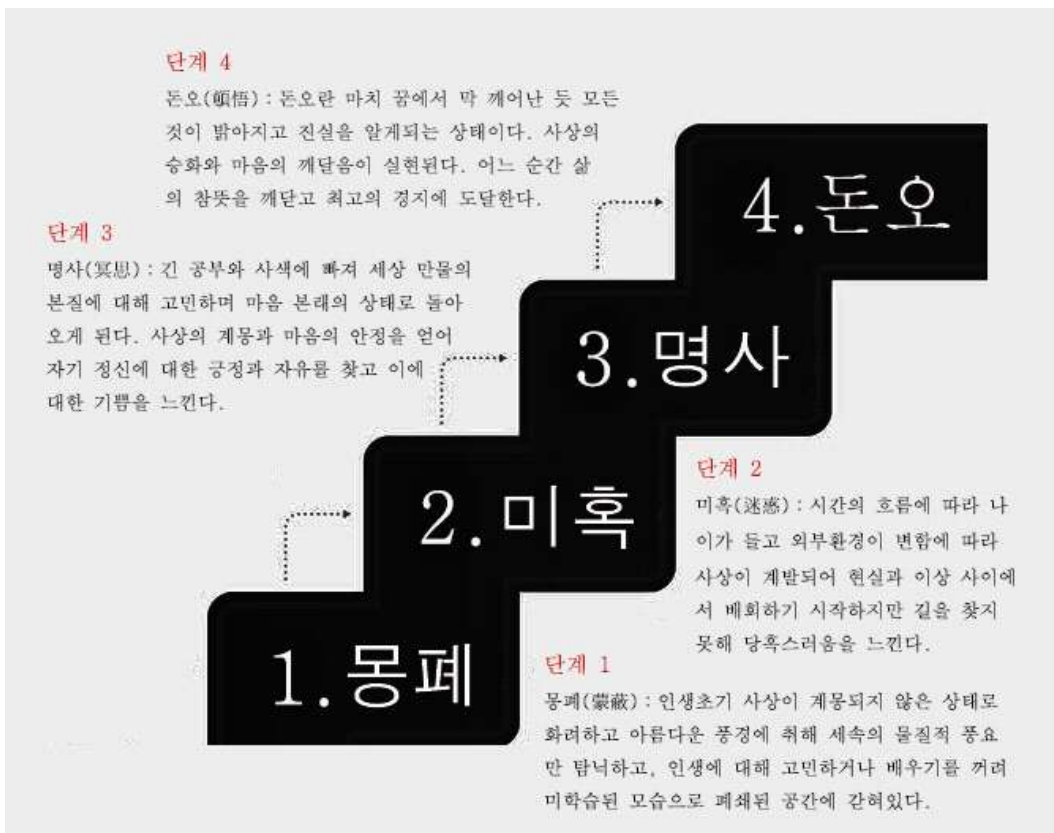 단계 4
돈오(頓悟) : 돈오란 마치 꿈에서 막 깨어난 듯 모든
것이 밝아지고 진실을 알게되는 상태이다. 사상의
승화와 마음의 깨달음이 실현된다. 어느 순간 삶
의 참뜻을 깨닫고 최고의 경지에 도달한다.
4.돈오
단계 3
명사(冥思) : 긴 공부와 사색에 빠져 세상 만물의
본질에 대해 고민하며 마음 본래의 상태로 돌아
오게 된다. 사상의 계몽과 마음의 안정을 얻어
자기 정신에 대한 긍정과 자유를 찾고 이에
대한 기쁨을 느낀다.
3.명사
단계 2
미혹(迷惑) : 시간의 흐름에 따라 나
이가 들고 외부환경이 변함에 따라
사상이 계발되어 현실과 이상 사이에
서 배회하기 시작하지만 길을 찾지
못해 당혹스러움을 느낀다.
2.미혹
단계 1
몽폐(蒙蔽) : 인생초기 사상이 계몽되지 않은 상태로
화려하고 아름다운 풍경에 취해 세속의 물질적 풍요
만 탐닉하고, 인생에 대해 고민하거나 배우기를 꺼려
미학습된 모습으로 폐쇄된 공간에 갇혀있다.
1.몽폐